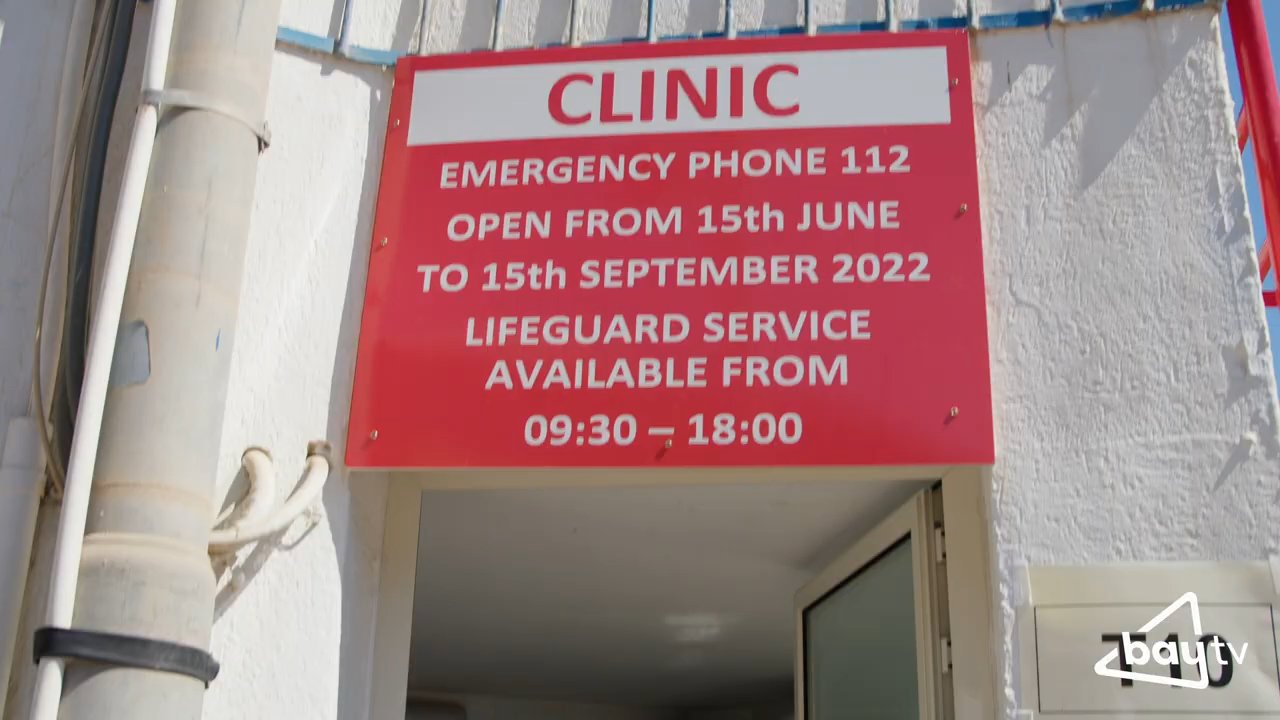 CLINIC
EMERGENCY PHONE 112
OPEN FROM 15th JUNE
TO 15th SEPTEMBER 2022
LIFEGUARD SERVICE
AVAILABLE FROM
09:30 – 18:00
baytv